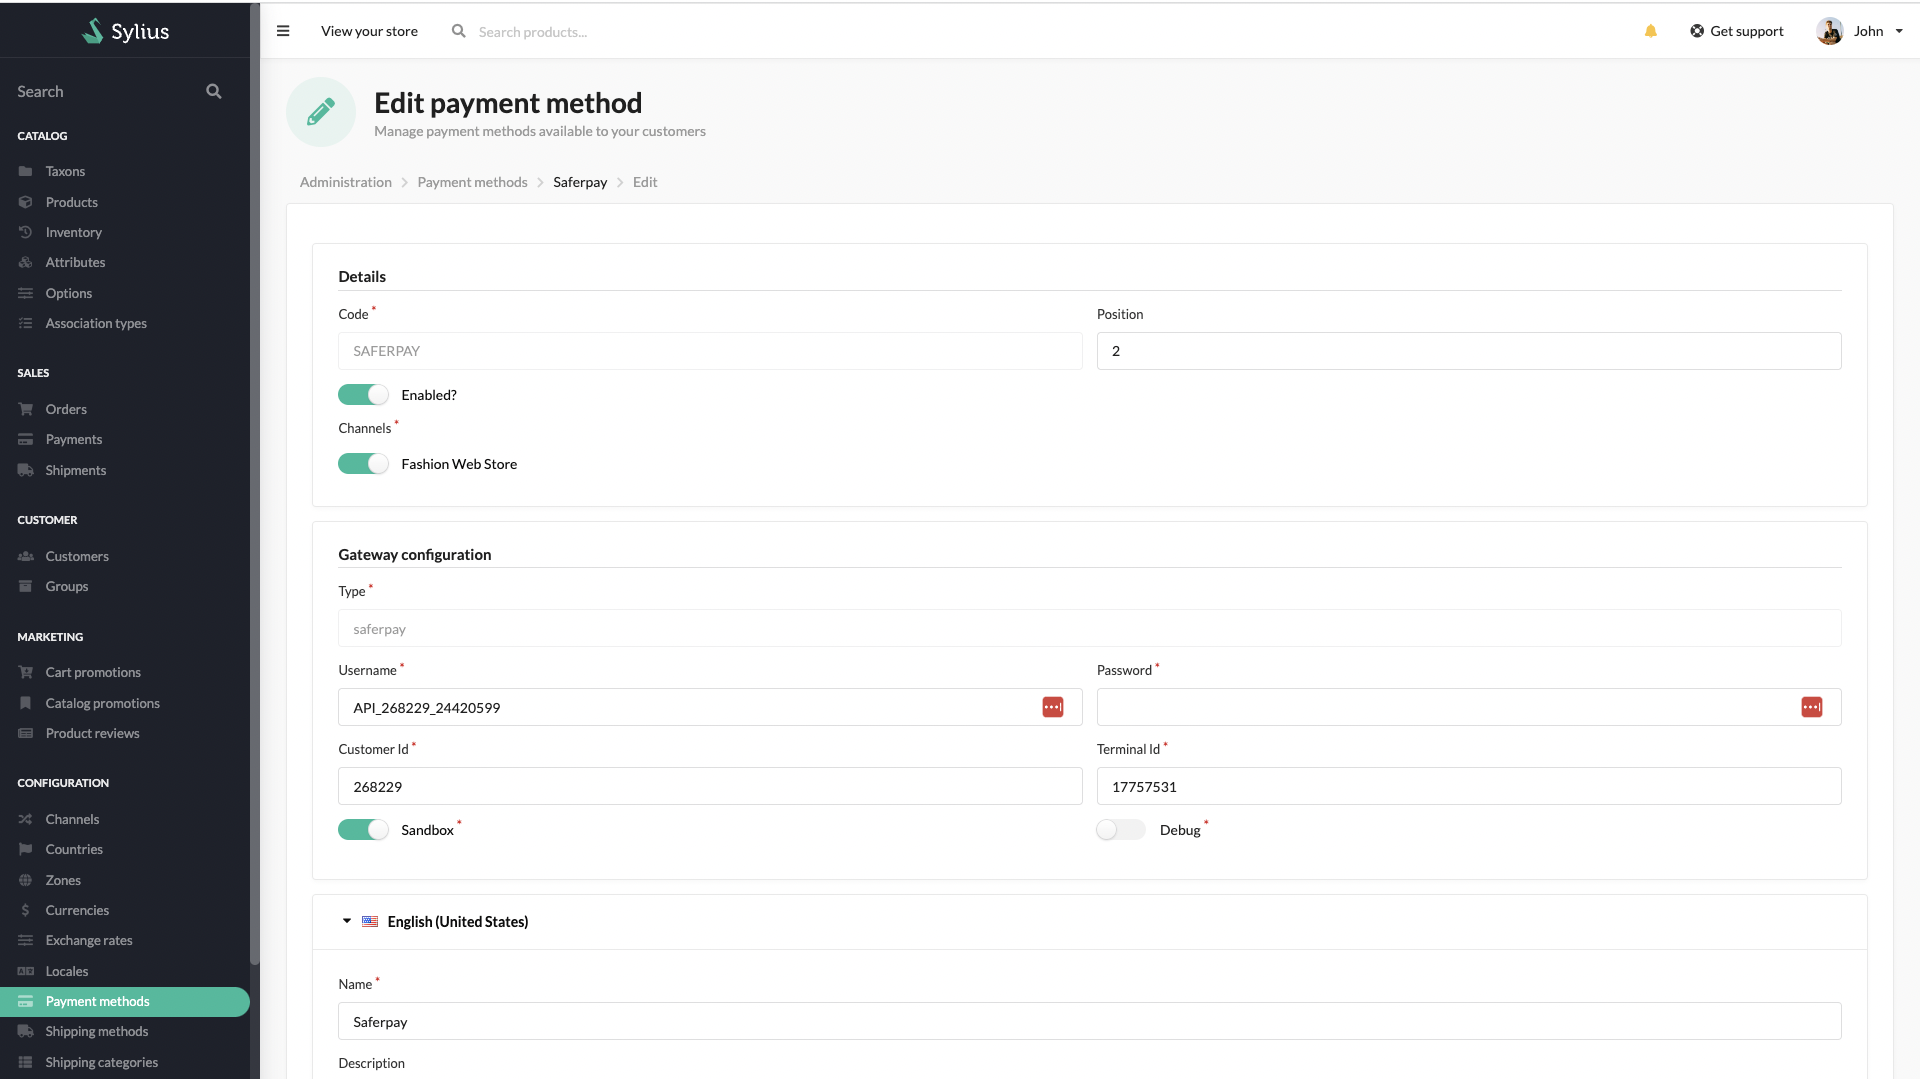 Sylius
View your store
Search products...
Get support
John
Search
CATALOG
Taxons
Products
Inventory
Attributes
Options
Association types
SALES
Orders
Payments
Shipments
CUSTOMER
Customers
Groups
MARKETING
Cart promotions
Catalog promotions
Product reviews
CONFIGURATION
Channels
Countries
Zones
$ Currencies
Exchange rates
Locales
Payment methods
Shipping methods
Shipping categories
Edit payment method
Manage payment methods available to your customers
Administration > Payment methods > Saferpay > Edit
Details
Code *
SAFERPAY
Position
2
Enabled?
Channels *
Fashion Web Store
Gateway configuration
Type *
saferpay
Username *
API_268229_24420599
Password *
Customer Id *
268229
Terminal Id *
17757531
Sandbox *
Debug *
English (United States)
Name *
Saferpay
Description